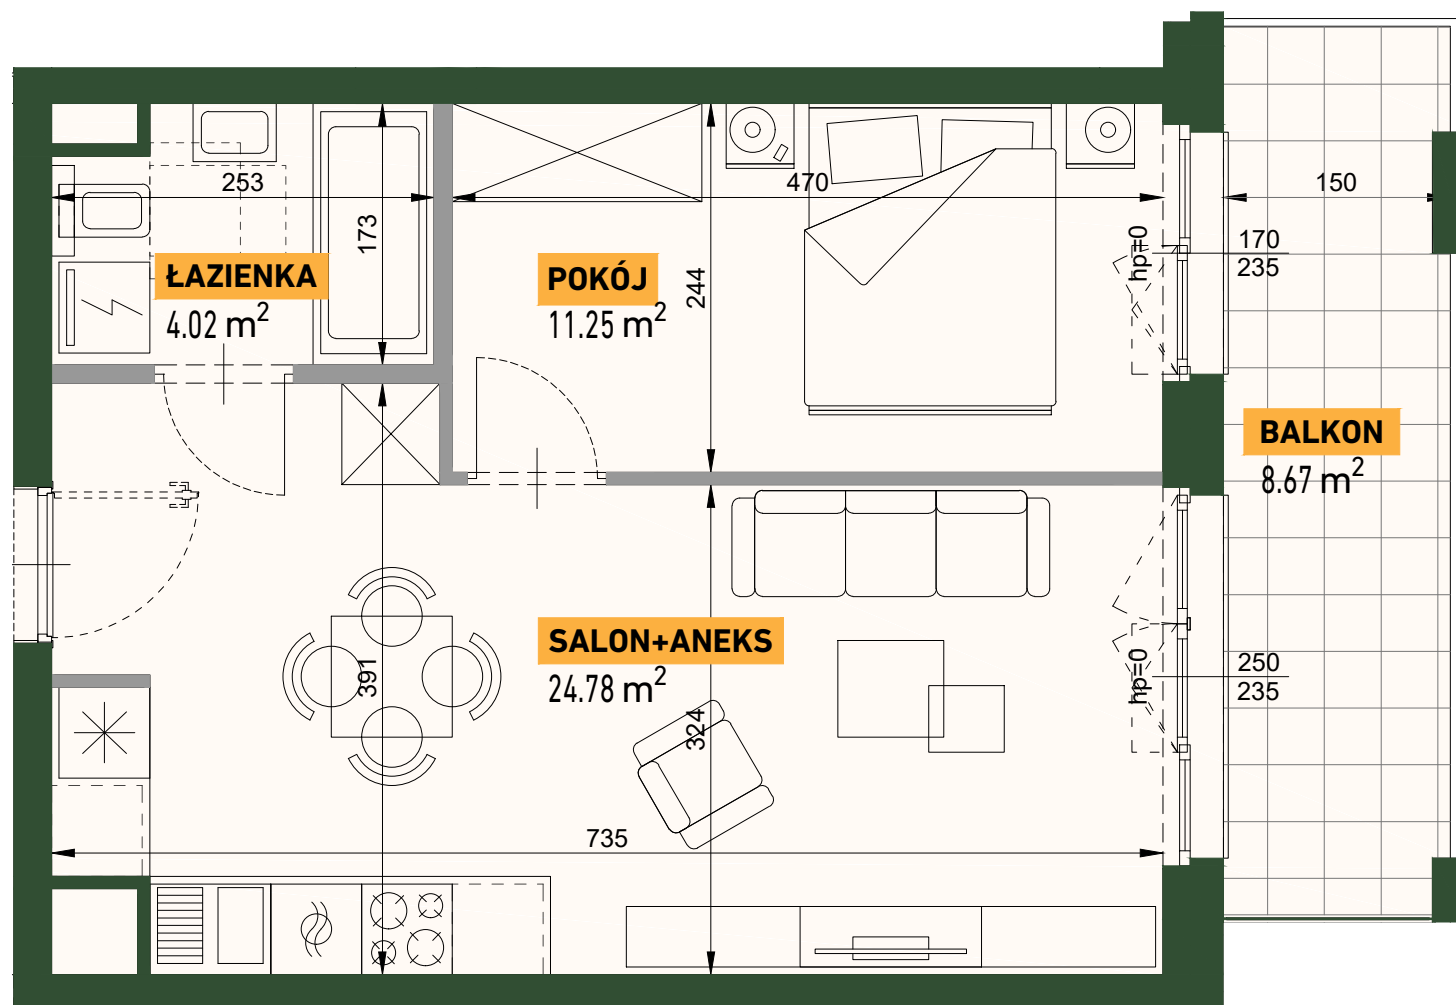 253
470
150
173
244
hp=0
170
235
ŁAZIENKA
4.02 m²
POKÓJ
11.25 m²
BALKON
8.67 m²
SALON+ANEKS
24.78 m²
391
324
hp=0
250
235
735